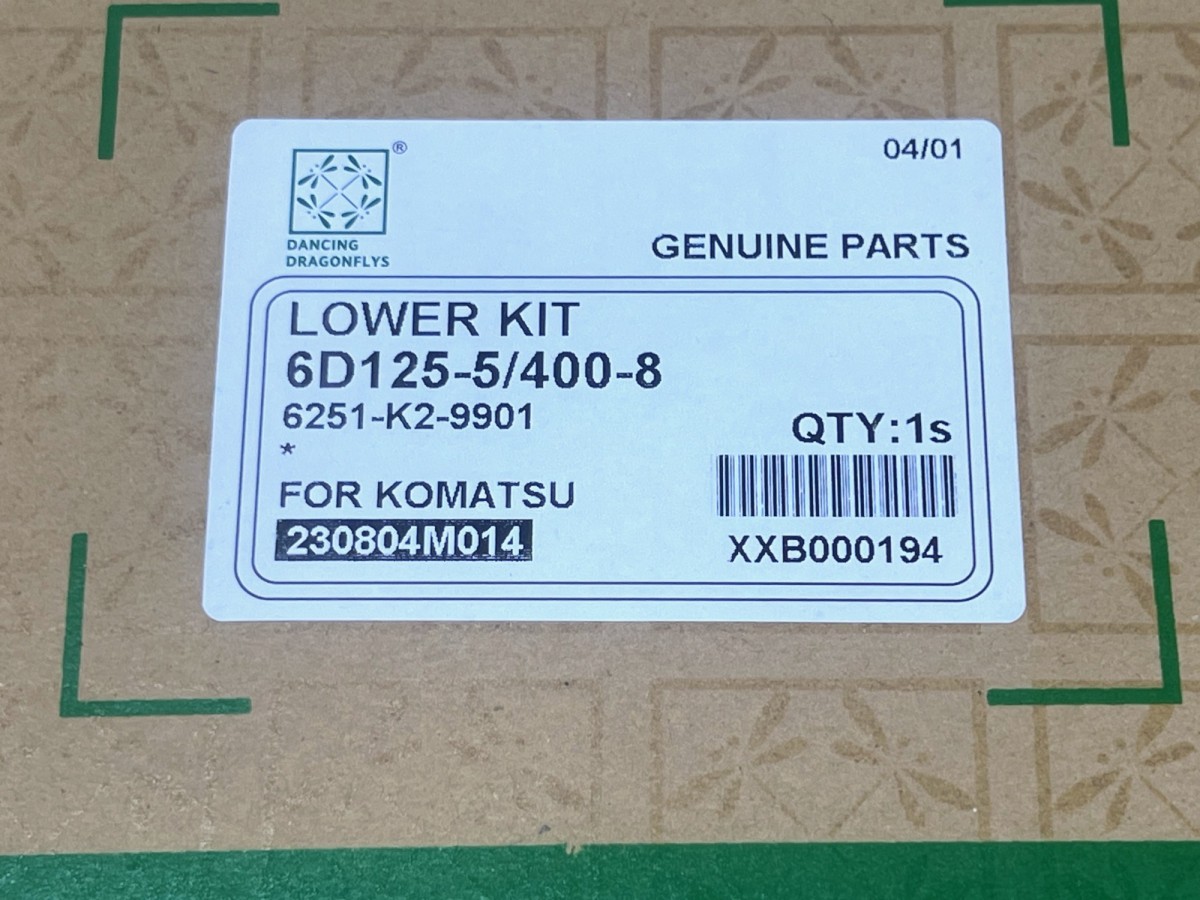 ®
04/01
DANCING
DRAGONFLYS
GENUINE PARTS
LOWER KIT
6D125-5/400-8
6251-K2-9901
QTY:1s
*
FOR KOMATSU
230804M014
XXB000194